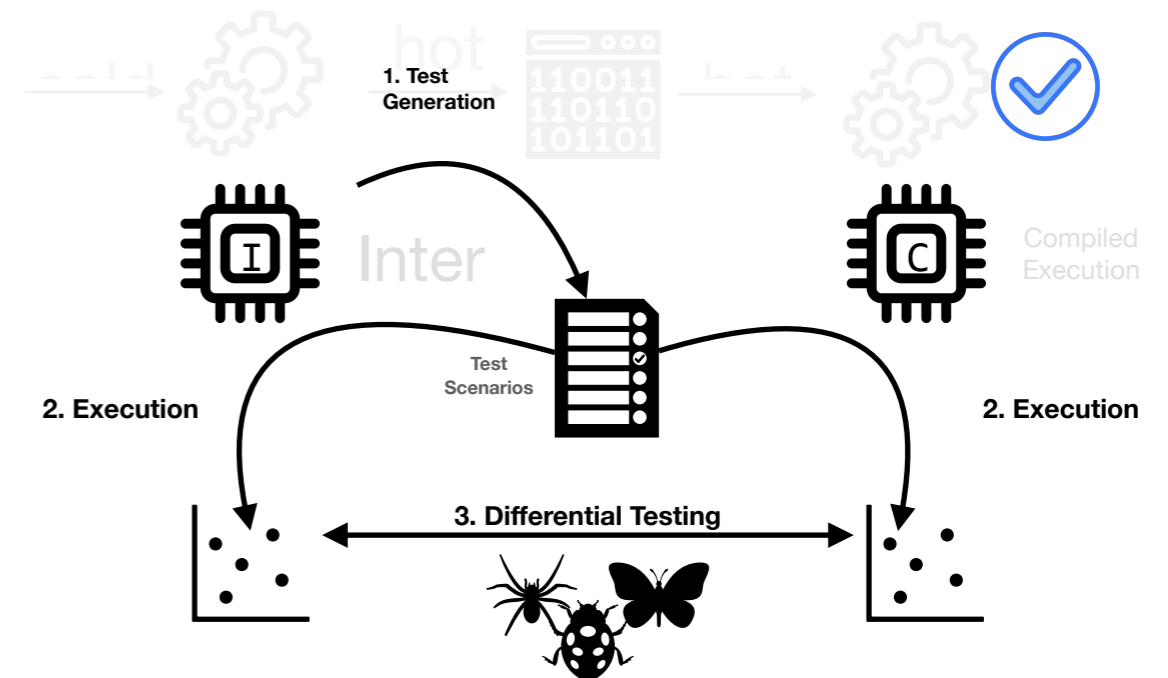 hot
1. Test
Generation
110011
110110
101101
I
Inter
C
Compiled
Execution
Test
Scenarios
2. Execution
2. Execution
3. Differential Testing